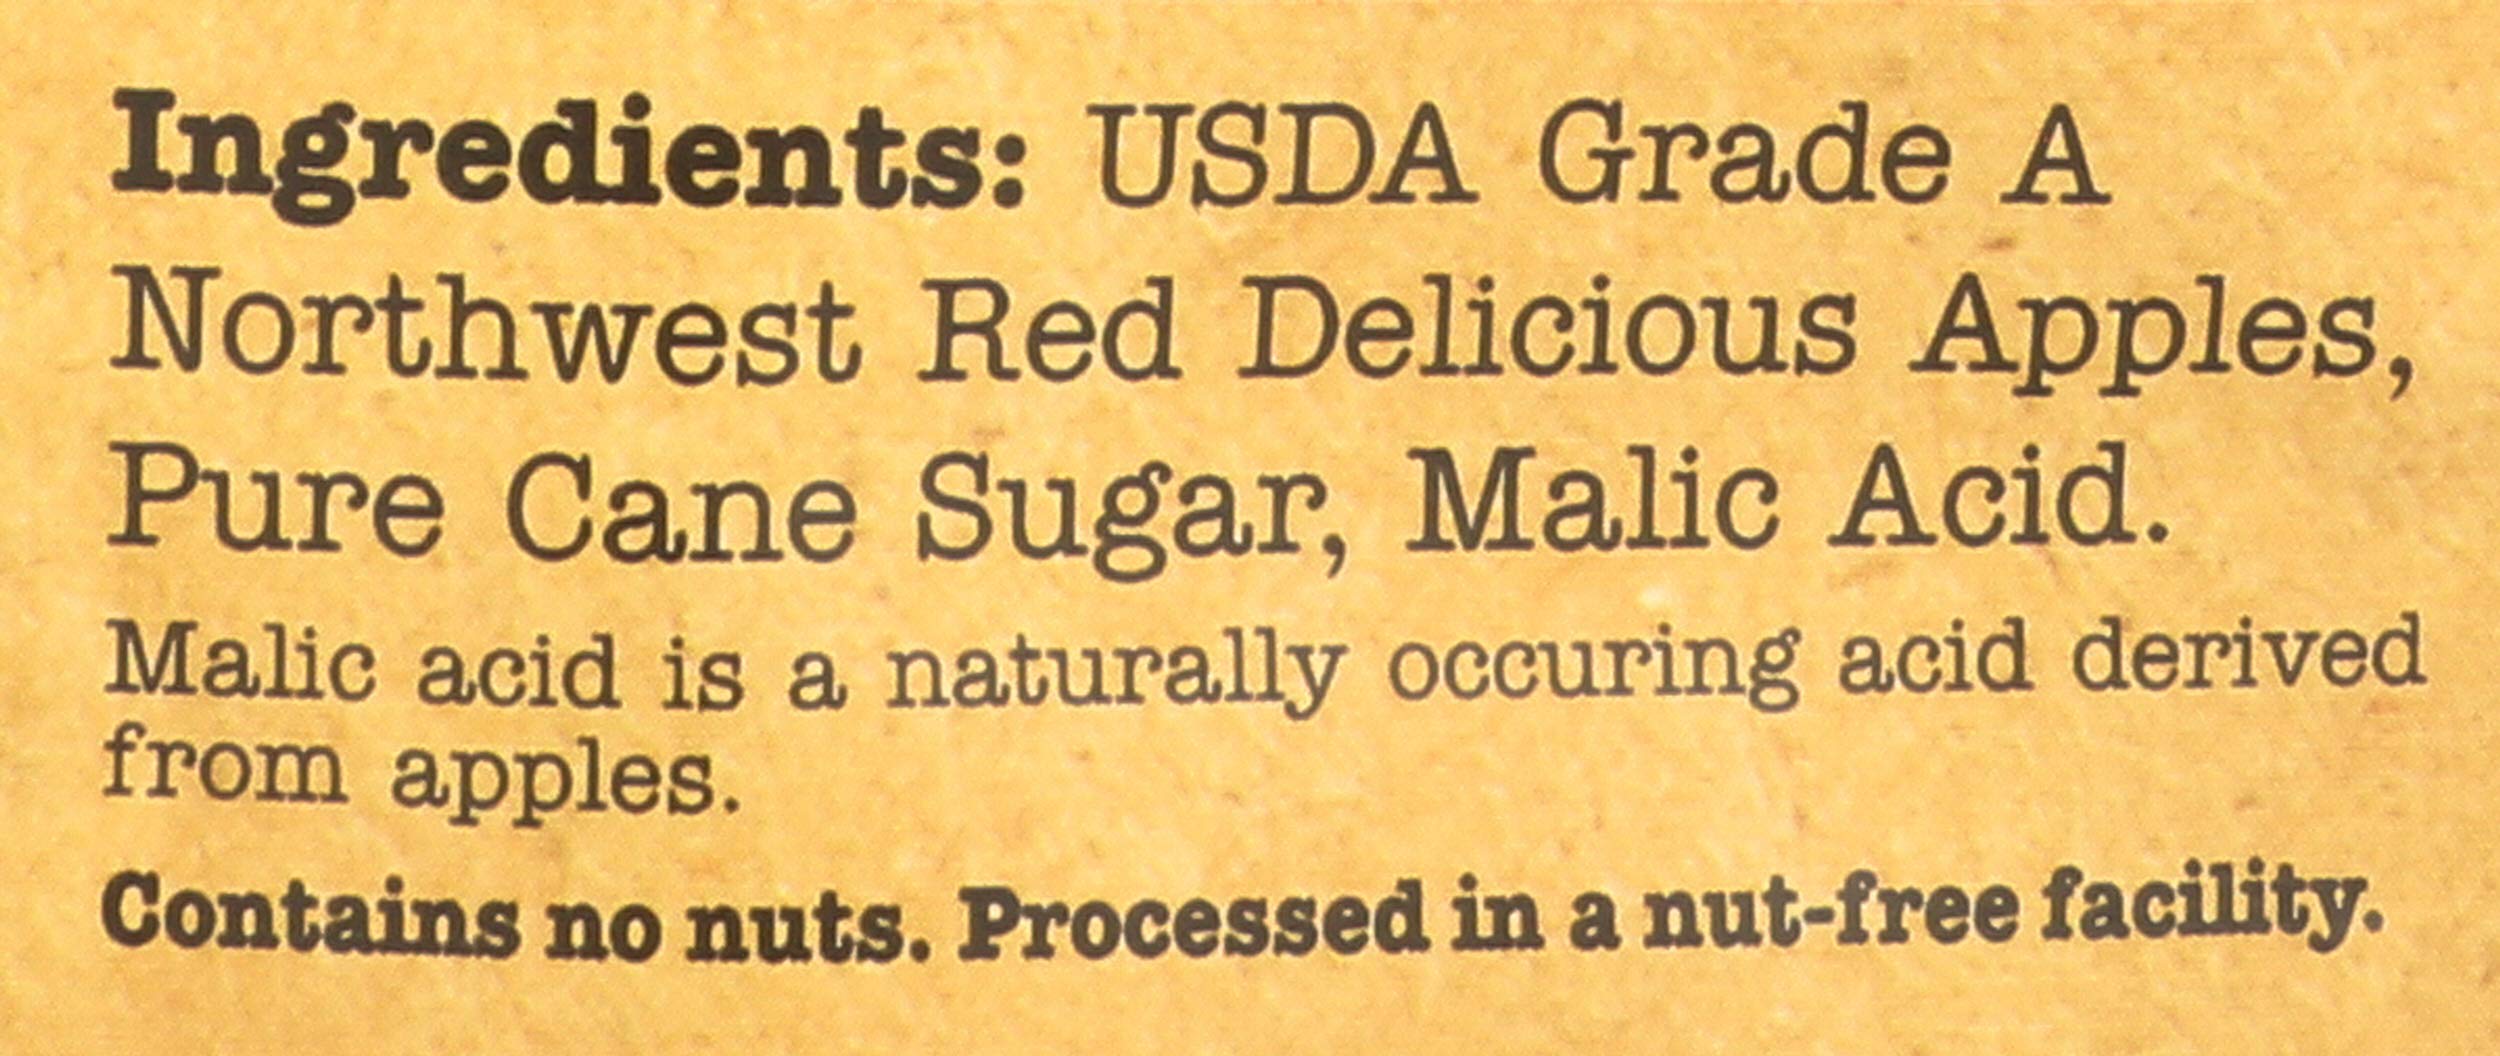 Ingredients: USDA Grade A
Northwest Red Delicious Apples,
Pure Cane Sugar, Malic Acid.
Malic acid is a naturally occuring acid derived
from apples.
Contains no nuts. Processed in a nut-free facility.